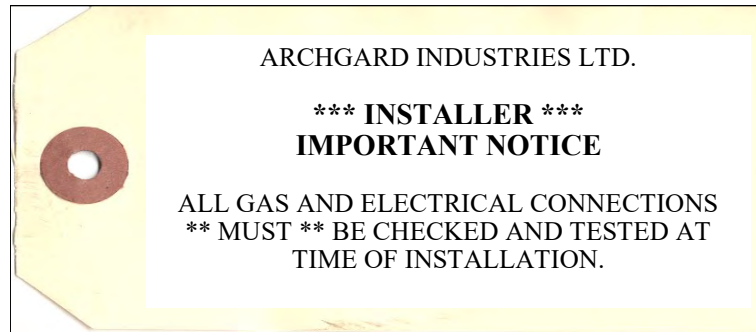 ARCHGARD INDUSTRIES LTD.
*** INSTALLER ***
IMPORTANT NOTICE
ALL GAS AND ELECTRICAL CONNECTIONS
** MUST ** BE CHECKED AND TESTED AT
TIME OF INSTALLATION.